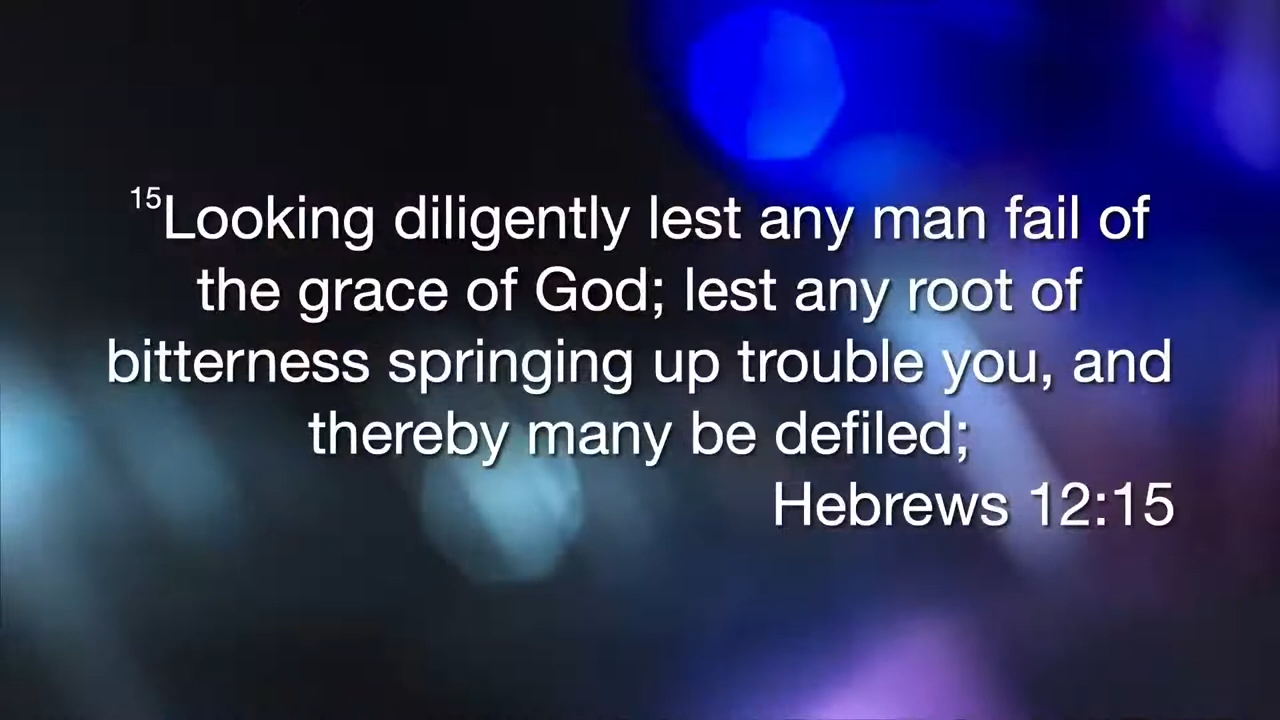 15Looking diligently lest any man fail of
the grace of God; lest any root of
bitterness springing up trouble you, and
thereby many be defiled;
Hebrews 12:15